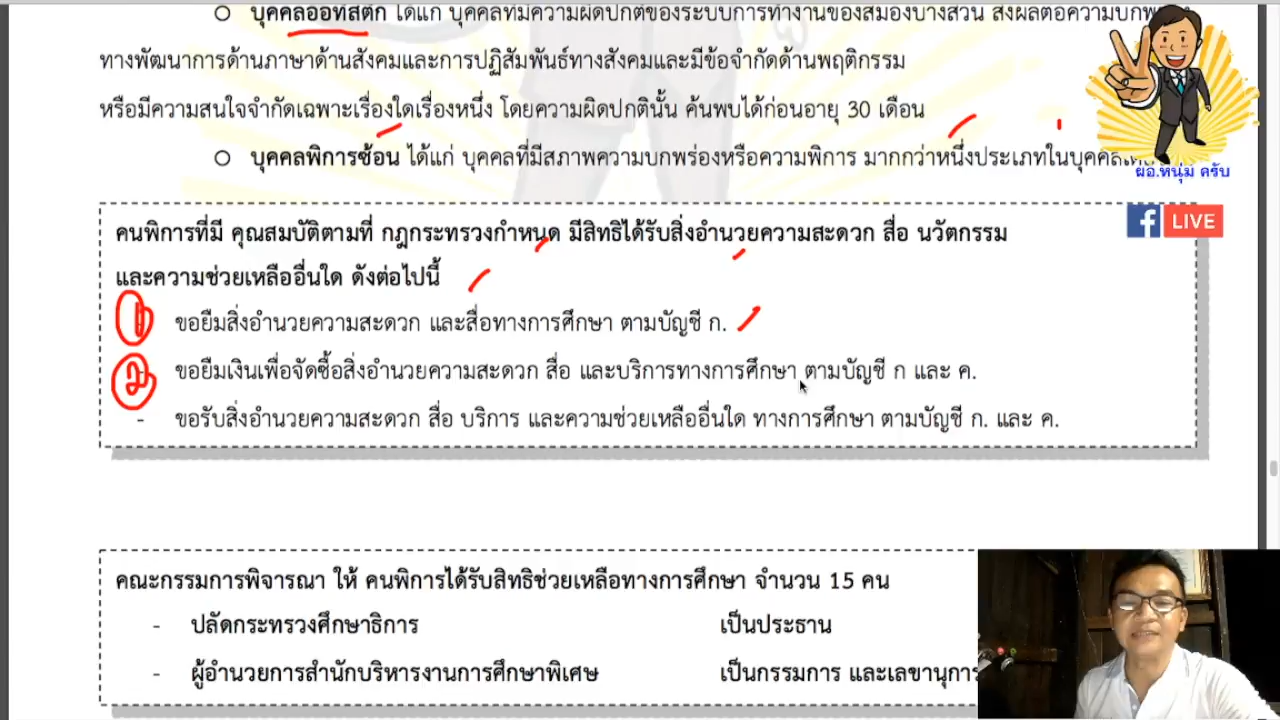 ○ บุคคลออทิสติก ได้แก่ บุคคลที่มีความผิดปกติของระบบการทำงานของสมองบางส่วน ส่งผลต่อความบกพร่อง
ทางพัฒนาการด้านภาษาด้านสังคมและการปฏิสัมพันธ์ทางสังคมและมีข้อจำกัดด้านพฤติกรรม
หรือมีความสนใจจำกัดเฉพาะเรื่องใดเรื่องหนึ่ง โดยความผิดปกตินั้น ค้นพบได้ก่อนอายุ 30 เดือน
○ บุคคลพิการซ้อน ได้แก่ บุคคลที่มีสภาพความบกพร่องหรือความพิการ มากกว่าหนึ่งประเภทในบุคคล
ผอ.หนุ่ม ครับ
f LIVE
คนพิการที่มี คุณสมบัติตามที่ กฎกระทรวงกำหนด มีสิทธิได้รับสิ่งอำนวยความสะดวก สื่อ นวัตกรรม
และความช่วยเหลืออื่นใด ดังต่อไปนี้
ขอยืมสิ่งอำนวยความสะดวก และสื่อทางการศึกษา ตามบัญชี ก.
ขอยืมเงินเพื่อจัดซื้อสิ่งอำนวยความสะดวก สื่อ และบริการทางการศึกษา ตามบัญชี ก และ ค.
- ขอรับสิ่งอำนวยความสะดวก สื่อ บริการ และความช่วยเหลืออื่นใด ทางการศึกษา ตามบัญชี ก. และ ค.
คณะกรรมการพิจารณา ให้ คนพิการได้รับสิทธิช่วยเหลือทางการศึกษา จำนวน 15 คน
- ปลัดกระทรวงศึกษาธิการ เป็นประธาน
- ผู้อำนวยการสำนักบริหารงานการศึกษาพิเศษ เป็นกรรมการ และเลขานุการ